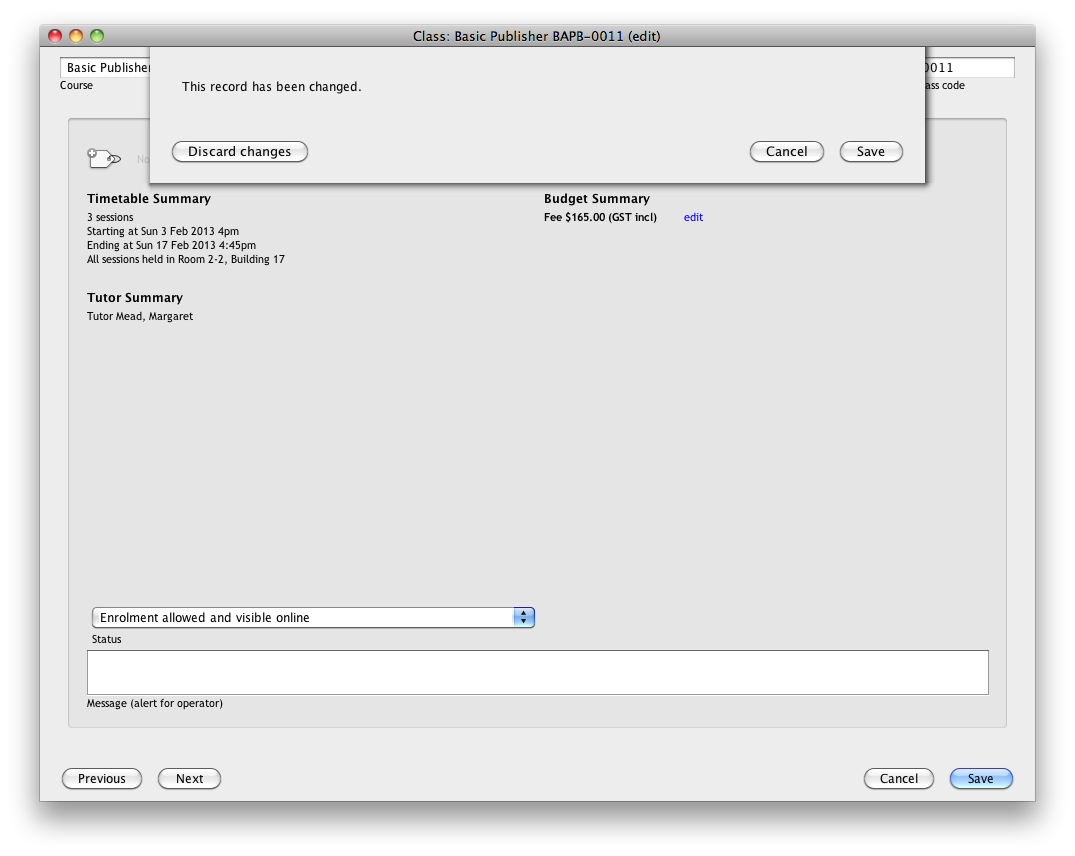 Class: Basic Publisher BAPB-0011 (edit)
Basic Publisher
0011
Course
ass code
This record has been changed.
Discard changes
Cancel
Save
No
Timetable Summary
3 sessions
Starting at Sun 3 Feb 2013 4pm
Ending at Sun 17 Feb 2013 4:45pm
All sessions held in Room 2-2, Building 17
Budget Summary
Fee $165.00 (GST incl) edit
Tutor Summary
Tutor Mead, Margaret
Enrolment allowed and visible online
Status
Message (alert for operator)
Previous
Next
Cancel
Save